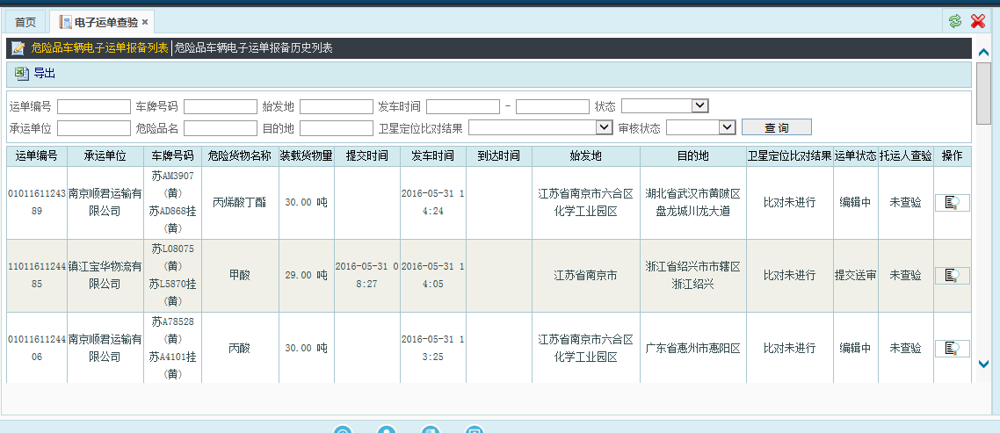 首页 电子运单查验
危险品车辆电子运单报备列表 危险品车辆电子运单报备历史列表
导出
运单编号 车牌号码 始发地 发车时间 - 状态
承运单位 危险品名 目的地 卫星定位比对结果 审核状态 查 询
运单编号 承运单位 车牌号码 危险货物名称 装载货物量 提交时间 发车时间 到达时间 始发地 目的地 卫星定位比对结果 运单状态 托运人查验 操作
01011611243
89
南京顺君运输有
限公司
苏AM3907
(黄)
苏AD868挂
(黄)
丙烯酸丁酯
30.00 吨
2016-05-31 1
4:24
江苏省南京市六合区
化学工业园区
湖北省武汉市黄陂区
盘龙城川龙大道
比对未进行
编辑中
未查验
11011611244
85
镇江宝华物流有
限公司
苏L08075
(黄)
苏L5870挂
(黄)
甲酸
29.00 吨
2016-05-31 0
8:27
2016-05-31 1
4:05
江苏省南京市
浙江省绍兴市市辖区
浙江绍兴
比对未进行
提交送审
未查验
01011611244
06
南京顺君运输有
限公司
苏A78528
(黄)
苏A4101挂
(黄)
丙酸
30.00 吨
2016-05-31 1
3:25
江苏省南京市六合区
化学工业园区
广东省惠州市惠阳区
比对未进行
编辑中
未查验